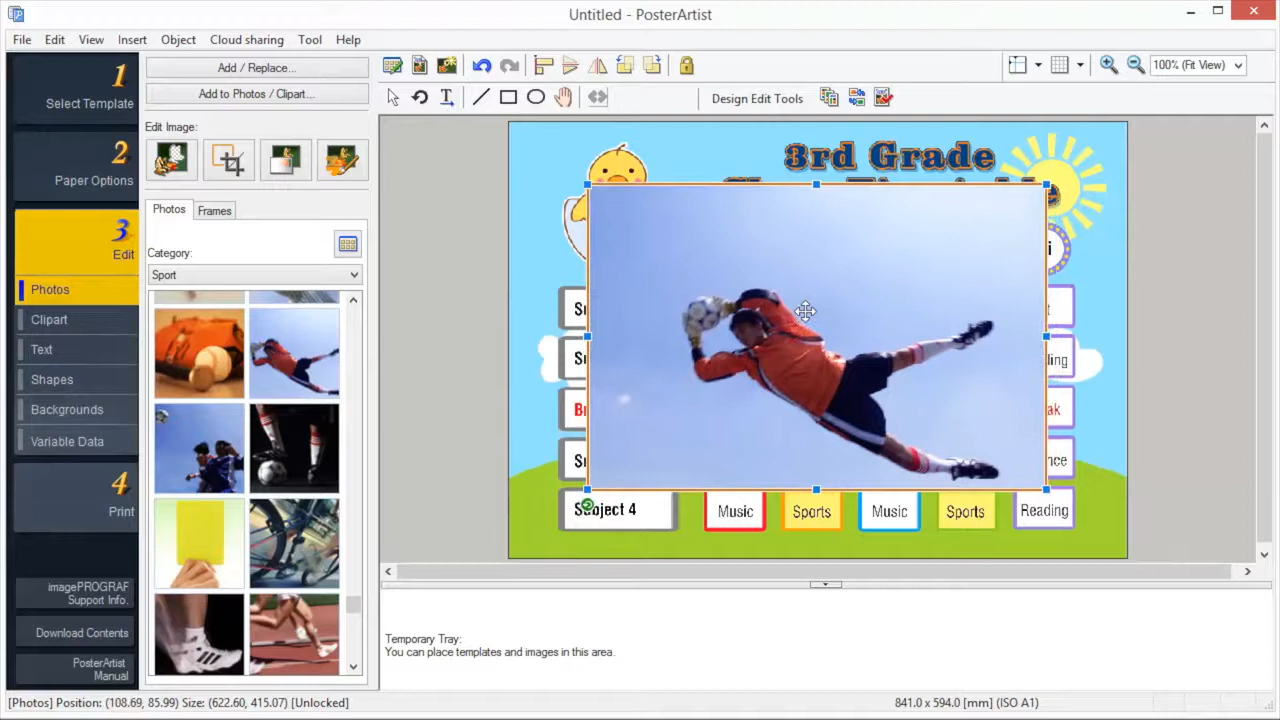 Untitled - PosterArtist
File Edit View Insert Object Cloud sharing Tool Help
1
Select Template
2
Paper Options
3
Edit
Photos
Clipart
Text
Shapes
Backgrounds
Variable Data
4
Print
imagePROGRAF
Support Info.
Download Contents
PosterArtist
Manual
Add / Replace...
Add to Photos / Clipart...
Edit Image:
Photos Frames
Category:
Sport
100% (Fit View)
Design Edit Tools
3rd Grade
Subject 4 Music Sports Music Sports Reading
Temporary Tray:
You can place templates and images in this area.
[Photos] Position: (108.69, 85.99) Size: (622.60, 415.07) [Unlocked]
841.0 x 594.0 [mm] (ISO A1)